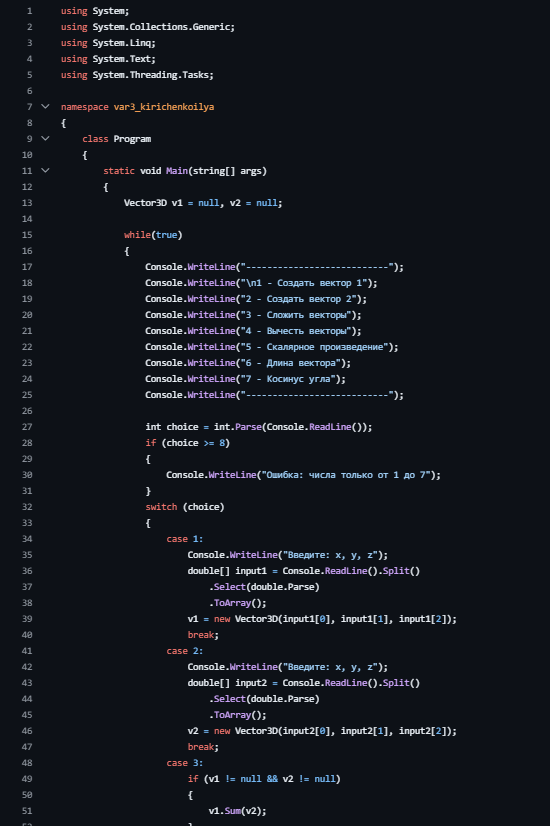 1 using System;
2 using System.Collections.Generic;
3 using System.Linq;
4 using System.Text;
5 using System.Threading.Tasks;
6
7 namespace var3_kirichenkoilya
8 {
9     class Program
10     {
11         static void Main(string[] args)
12         {
13             Vector3D v1 = null, v2 = null;
14
15             while(true)
16             {
17                 Console.WriteLine("---------------------------");
18                 Console.WriteLine("\n1 - Создать вектор 1");
19                 Console.WriteLine("2 - Создать вектор 2");
20                 Console.WriteLine("3 - Сложить векторы");
21                 Console.WriteLine("4 - Вычесть векторы");
22                 Console.WriteLine("5 - Скалярное произведение");
23                 Console.WriteLine("6 - Длина вектора");
24                 Console.WriteLine("7 - Косинус угла");
25                 Console.WriteLine("---------------------------");
26
27                 int choice = int.Parse(Console.ReadLine());
28                 if (choice >= 8)
29                 {
30                     Console.WriteLine("Ошибка: числа только от 1 до 7");
31                 }
32                 switch (choice)
33                 {
34                     case 1:
35                         Console.WriteLine("Введите: x, y, z");
36                         double[] input1 = Console.ReadLine().Split()
37                             .Select(double.Parse)
38                             .ToArray();
39                         v1 = new Vector3D(input1[0], input1[1], input1[2]);
40                         break;
41                     case 2:
42                         Console.WriteLine("Введите: x, y, z");
43                         double[] input2 = Console.ReadLine().Split()
44                             .Select(double.Parse)
45                             .ToArray();
46                         v2 = new Vector3D(input2[0], input2[1], input2[2]);
47                         break;
48                     case 3:
49                         if (v1 != null && v2 != null)
50                         {
51                             v1.Sum(v2);